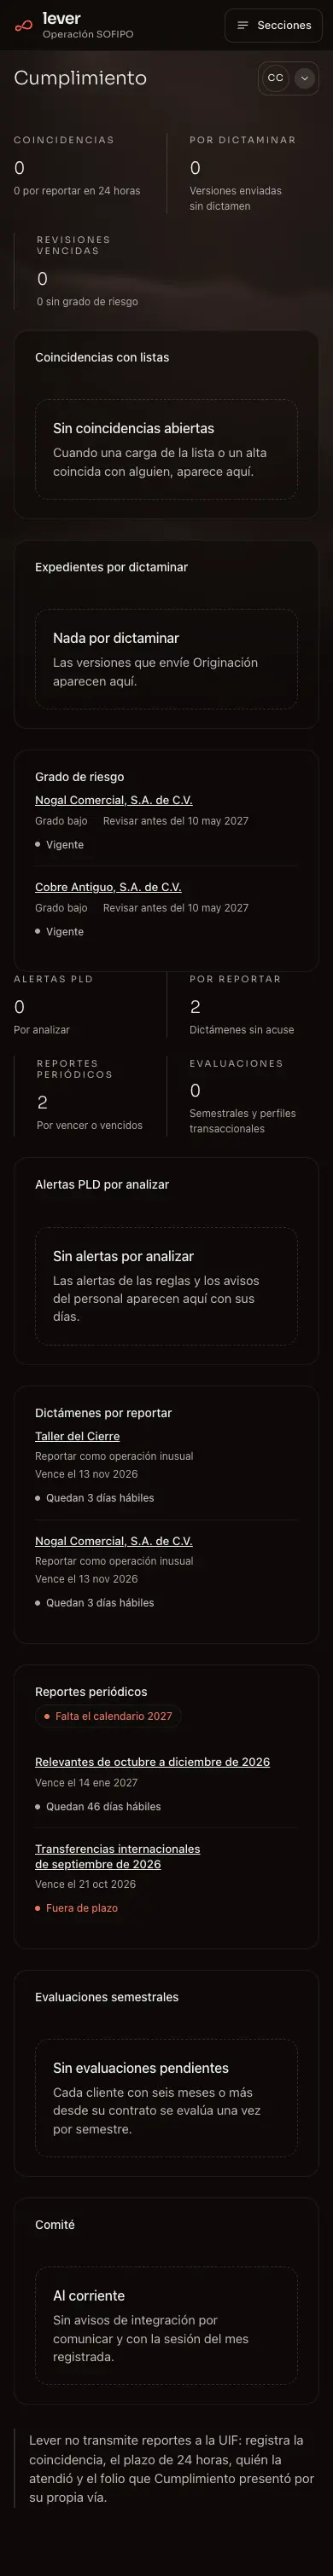 lever
Operación SOFIPO
Secciones
Cumplimiento
CC
COINCIDENCIAS
0
0 por reportar en 24 horas
POR DICTAMINAR
0
Versiones enviadas
sin dictamen
REVISIONES
VENCIDAS
0
0 sin grado de riesgo
Coincidencias con listas
Sin coincidencias abiertas
Cuando una carga de la lista o un alta
coincida con alguien, aparece aquí.
Expedientes por dictaminar
Nada por dictaminar
Las versiones que envíe Originación
aparecen aquí.
Grado de riesgo
Nogal Comercial, S.A. de C.V.
Grado bajo Revisar antes del 10 may 2027
Vigente
Cobre Antiguo, S.A. de C.V.
Grado bajo Revisar antes del 10 may 2027
Vigente
ALERTAS PLD
0
Por analizar
POR REPORTAR
2
Dictámenes sin acuse
REPORTES
PERIÓDICOS
2
Por vencer o vencidos
EVALUACIONES
0
Semestrales y perfiles
transaccionales
Alertas PLD por analizar
Sin alertas por analizar
Las alertas de las reglas y los avisos
del personal aparecen aquí con sus
días.
Dictámenes por reportar
Taller del Cierre
Reportar como operación inusual
Vence el 13 nov 2026
Quedan 3 días hábiles
Nogal Comercial, S.A. de C.V.
Reportar como operación inusual
Vence el 13 nov 2026
Quedan 3 días hábiles
Reportes periódicos
Falta el calendario 2027
Relevantes de octubre a diciembre de 2026
Vence el 14 ene 2027
Quedan 46 días hábiles
Transferencias internacionales
de septiembre de 2026
Vence el 21 oct 2026
Fuera de plazo
Evaluaciones semestrales
Sin evaluaciones pendientes
Cada cliente con seis meses o más
desde su contrato se evalúa una vez
por semestre.
Comité
Al corriente
Sin avisos de integración por
comunicar y con la sesión del mes
registrada.
Lever no transmite reportes a la UIF: registra la
coincidencia, el plazo de 24 horas, quién la
atendió y el folio que Cumplimiento presentó por
su propia vía.